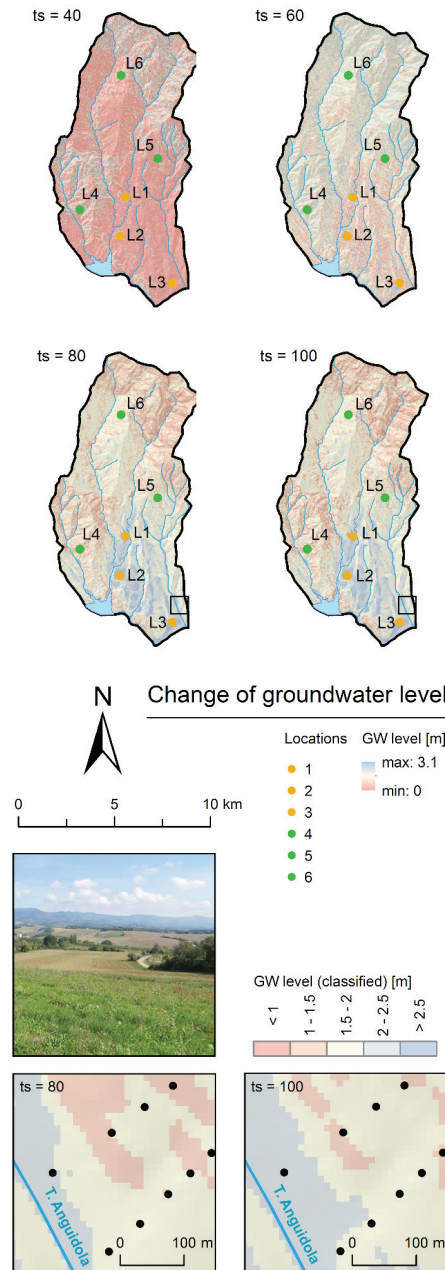 ts = 40
ts = 60
L6
L6
L5
L5
L4
L1
L4
L1
L2
L2
L3
L3
ts = 80
ts = 100
L6
L6
L5
L5
L4
L1
L4
L1
L2
L2
L3
L3
N
Change of groundwater level
0 5 10 km
Locations
1
2
3
4
5
6
GW level [m]
max: 3.1
min: 0
GW level (classified) [m]
< 1
1 - 1.5
1.5 - 2
2 - 2.5
> 2.5
ts = 80
T. Anguidola
0 100 m
ts = 100
T. Anguidola
0 100 m